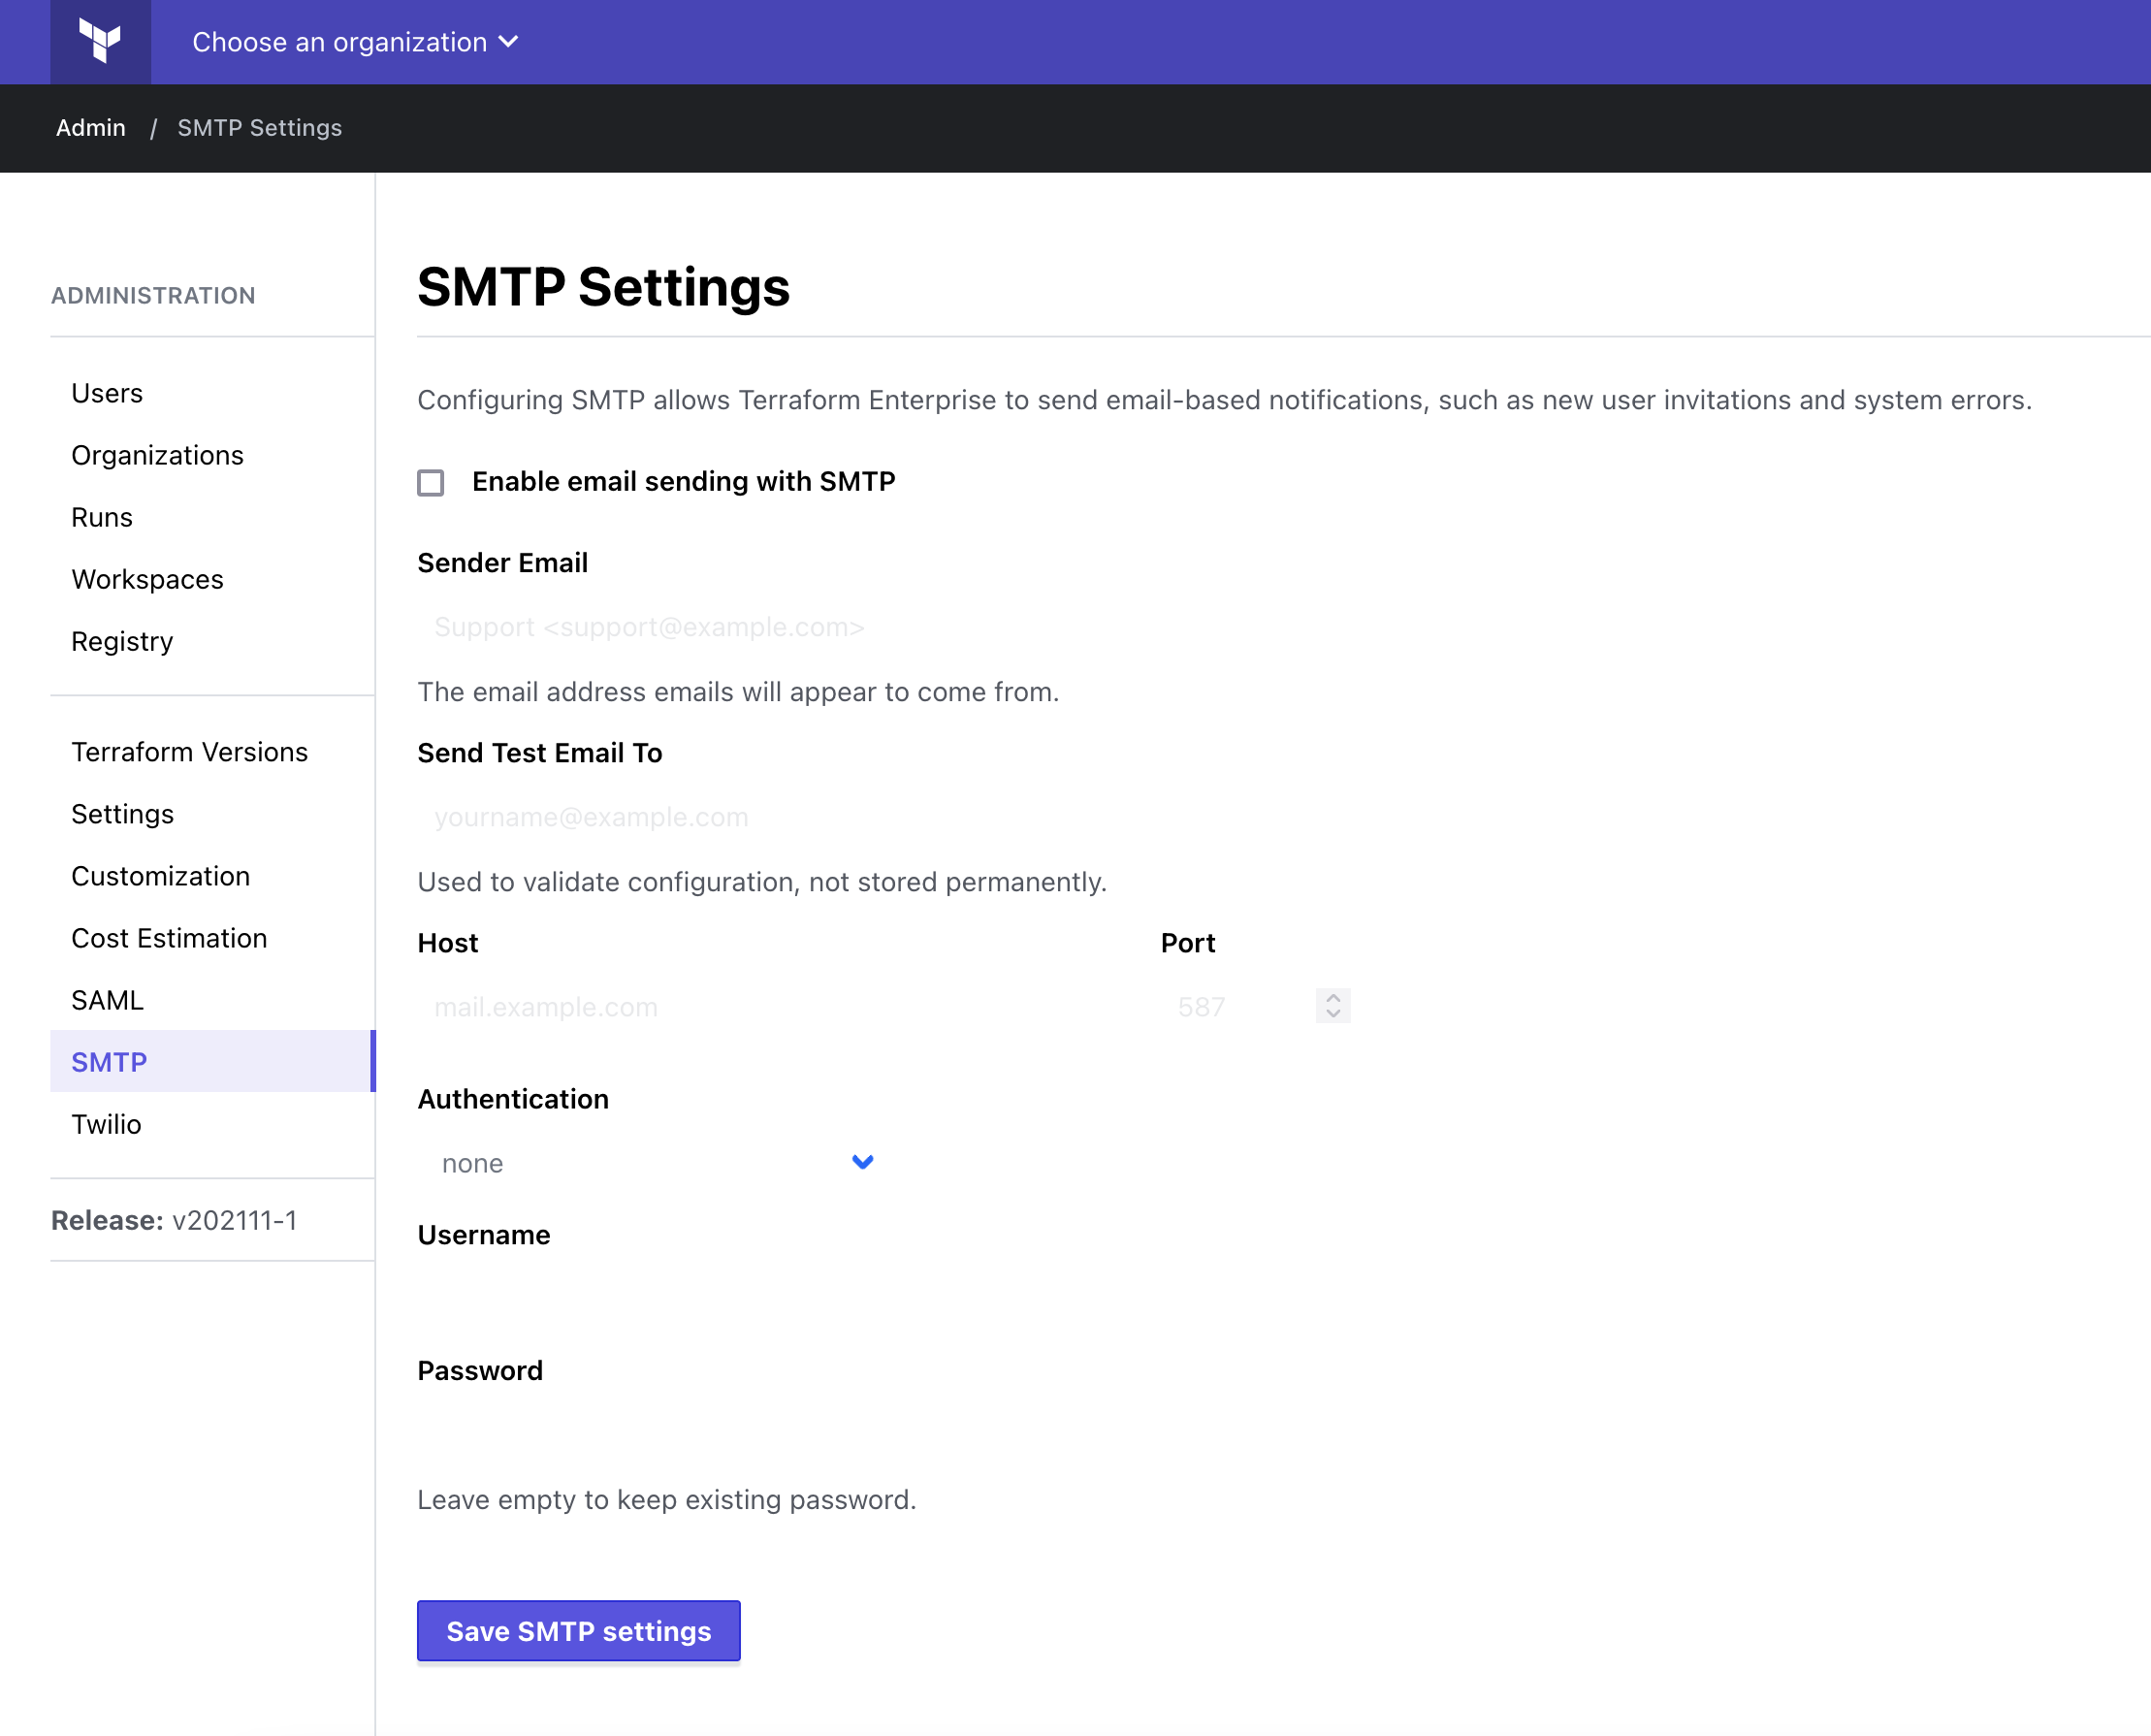 Choose an organization
Admin / SMTP Settings
ADMINISTRATION
Users
Organizations
Runs
Workspaces
Registry
Terraform Versions
Settings
Customization
Cost Estimation
SAML
SMTP
Twilio
Release: v202111-1
SMTP Settings
Configuring SMTP allows Terraform Enterprise to send email-based notifications, such as new user invitations and system errors.
Enable email sending with SMTP
Sender Email
Support <support@example.com>
The email address emails will appear to come from.
Send Test Email To
yourname@example.com
Used to validate configuration, not stored permanently.
Host Port
mail.example.com 587
Authentication
none
Username
Password
Leave empty to keep existing password.
Save SMTP settings